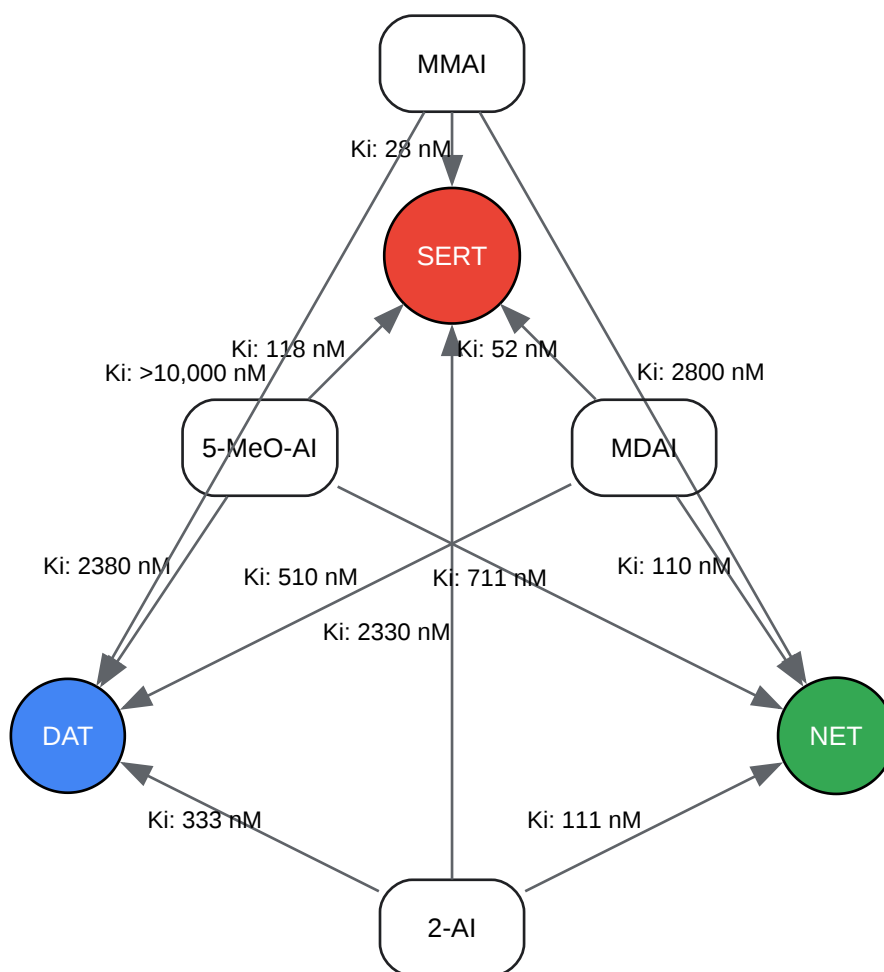 MMAI
Ki: 28 nM
SERT
Ki: 118 nM
Ki: 52 nM
Ki: >10,000 nM
Ki: 2800 nM
5-MeO-AI
MDAI
Ki: 2380 nM
Ki: 510 nM
Ki: 711 nM
Ki: 110 nM
Ki: 2330 nM
DAT
NET
Ki: 333 nM
Ki: 111 nM
2-AI